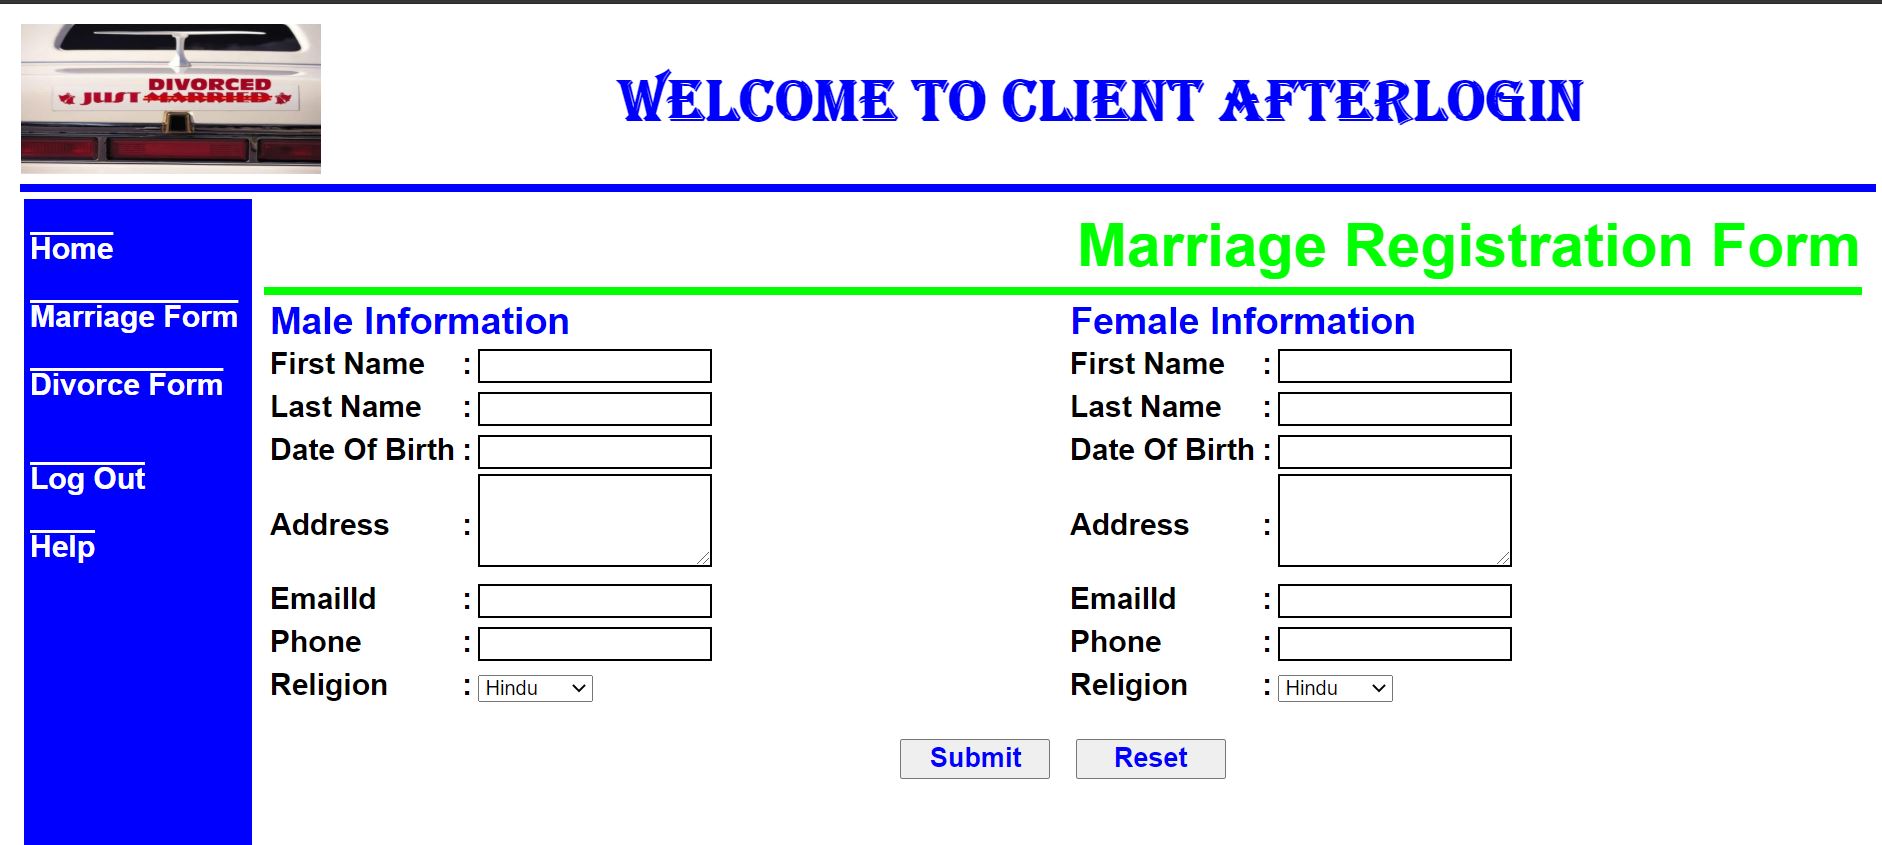 DIVORCED
JUST MARRIED
WELCOME TO CLIENT AFTERLOGIN
Home
Marriage Form
Divorce Form
Log Out
Help
Marriage Registration Form
Male Information
First Name :
Last Name :
Date Of Birth :
Address :
EmailId :
Phone :
Religion : Hindu
Female Information
First Name :
Last Name :
Date Of Birth :
Address :
EmailId :
Phone :
Religion : Hindu
Submit Reset